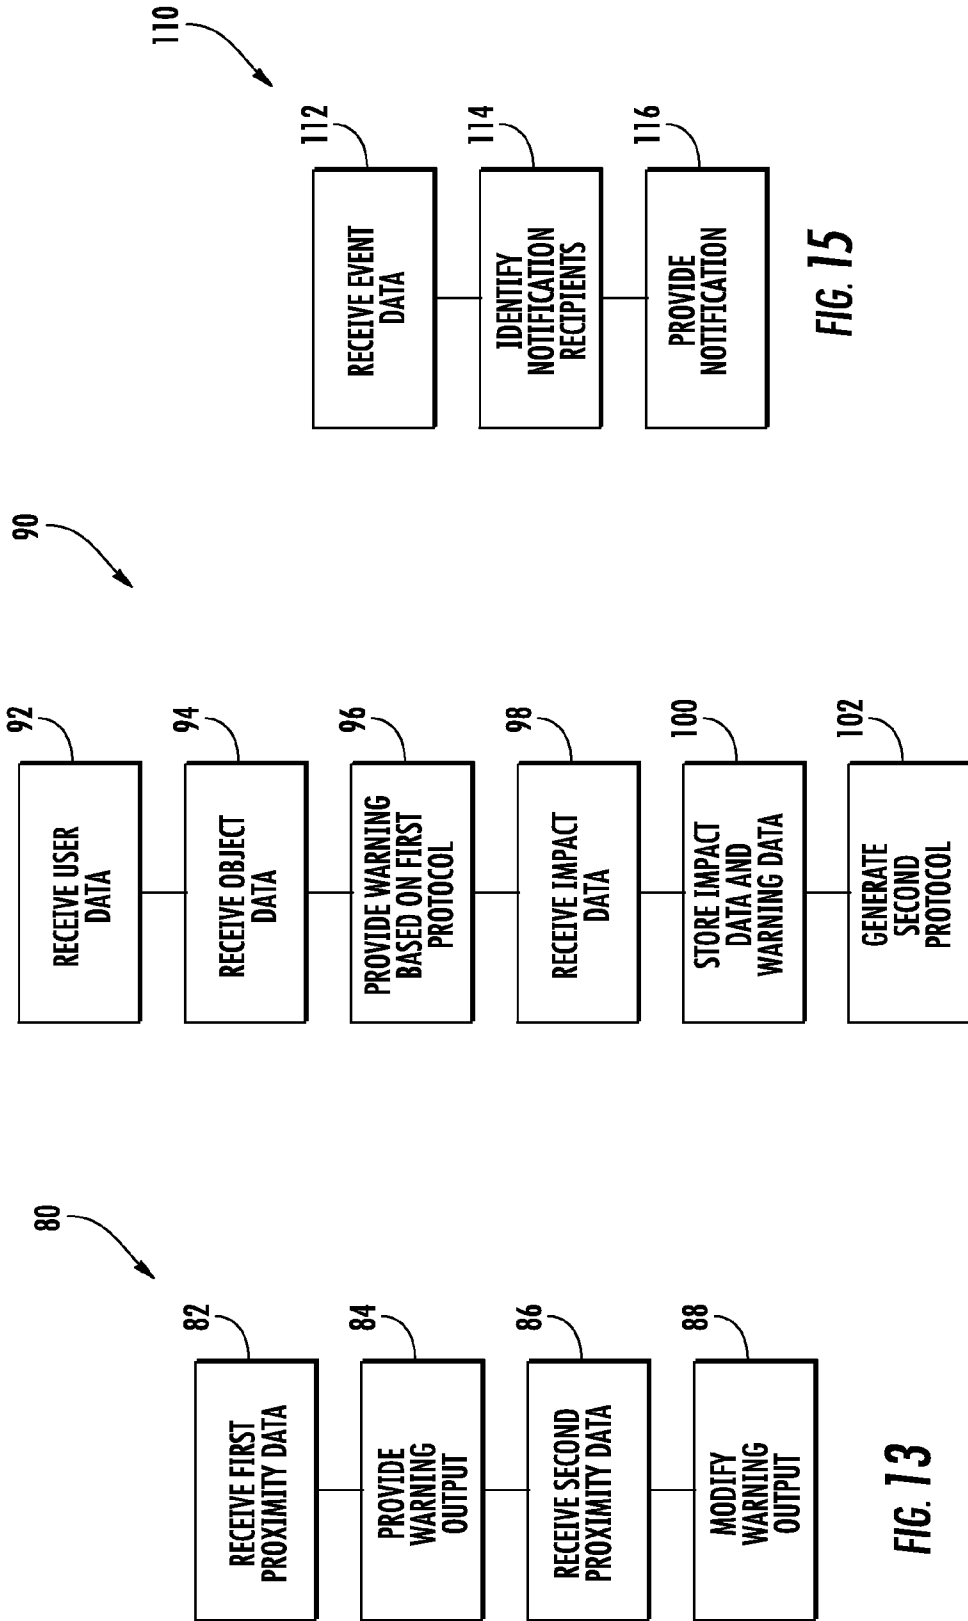 80
82
RECEIVE FIRST
PROXIMITY DATA
84
PROVIDE
WARNING
OUTPUT
86
RECEIVE SECOND
PROXIMITY DATA
88
MODIFY
WARNING
OUTPUT
FIG. 13
90
92
RECEIVE USER
DATA
94
RECEIVE OBJECT
DATA
96
PROVIDE WARNING
BASED ON FIRST
PROTOCOL
98
RECEIVE IMPACT
DATA
100
STORE IMPACT
DATA AND
WARNING DATA
102
GENERATE
SECOND
PROTOCOL
110
112
RECEIVE EVENT
DATA
114
IDENTIFY
NOTIFICATION
RECIPIENTS
116
PROVIDE
NOTIFICATION
FIG. 15